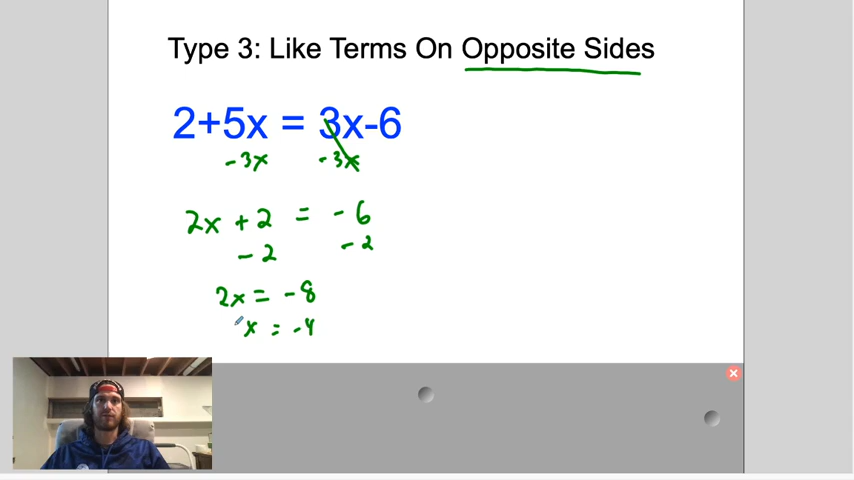 Type 3: Like Terms On Opposite Sides
2+5x = 3x-6
-3x -3x
2x + 2 = -6
-2 -2
2x = -8
x = -4